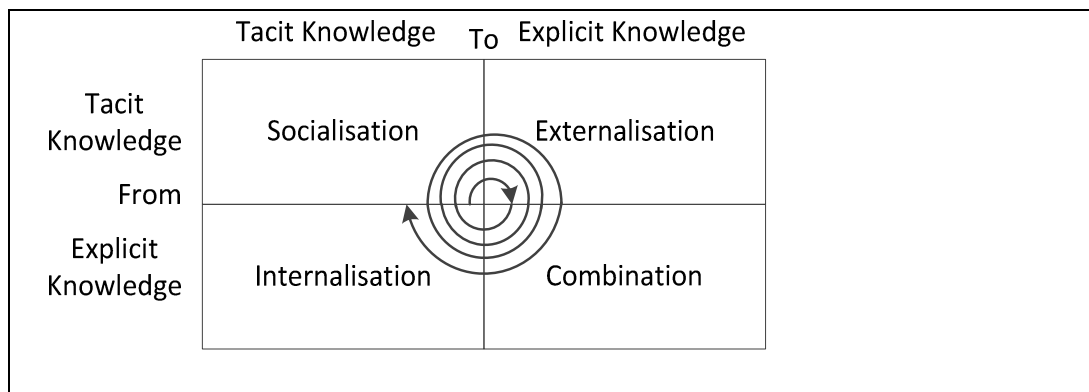 Tacit Knowledge To Explicit Knowledge
Tacit
Knowledge
Socialisation Externalisation
From
Explicit
Knowledge
Internalisation Combination